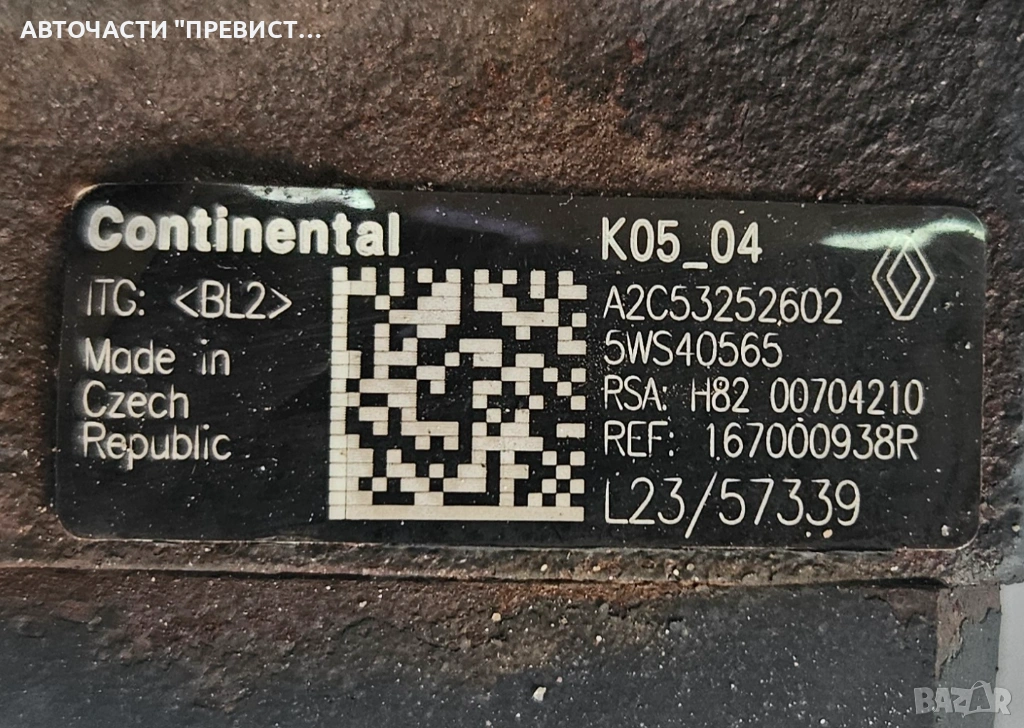 АВТОЧАСТИ "ПРЕВИСТ...
Continental
ITC: <BL2>
Made in
Czech
Republic
K05_04
A2C53252602
5WS40565
RSA: H82 00704210
REF: 167000938R
L23/57339
BAZAR